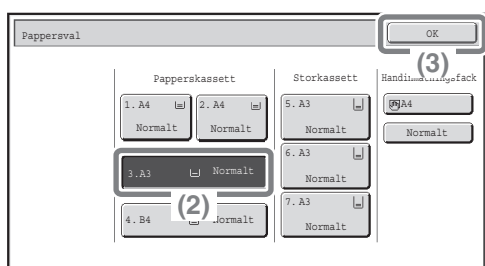 Pappersval
OK
(3)
Papperskassett
Storkassett
1. A4
Normalt
2. A4
Normalt
3.A3 Normalt
(2)
4. B4 Normalt
5. A3
Normalt
6. A3
Normalt
7. A3
Normalt
A4
Normalt